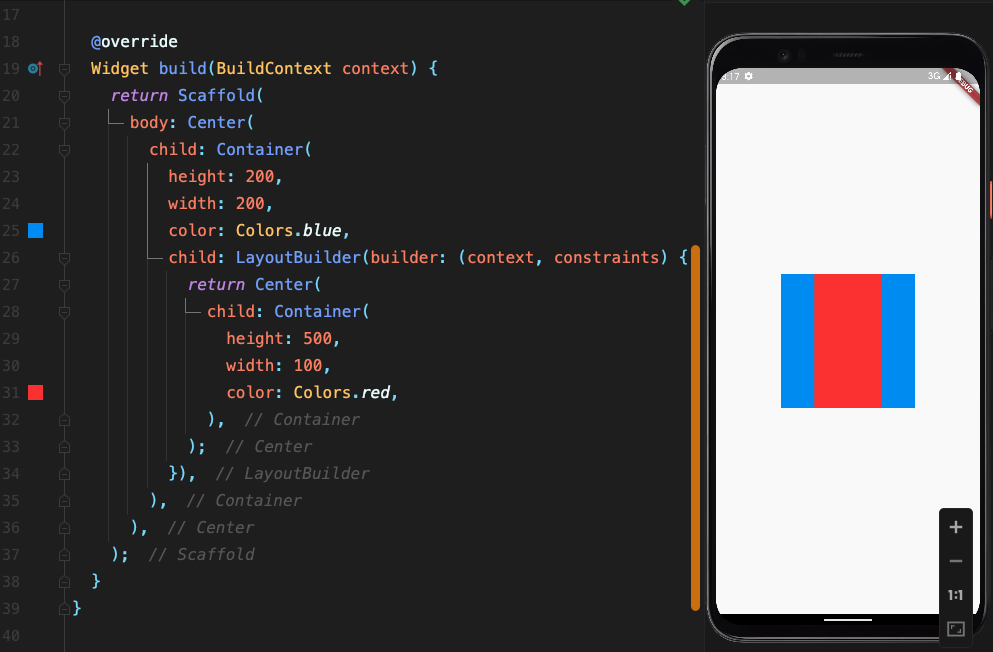 17
18 @override
19 Widget build(BuildContext context) {
20 return Scaffold(
21 body: Center(
22 child: Container(
23 height: 200,
24 width: 200,
25 color: Colors.blue,
26 child: LayoutBuilder(builder: (context, constraints) {
27 return Center(
28 child: Container(
29 height: 500,
30 width: 100,
31 color: Colors.red,
32 ), // Container
33 ); // Center
34 }), // LayoutBuilder
35 ), // Container
36 ), // Center
37 ); // Scaffold
38 }
39 }
40
:17 3G
1:1